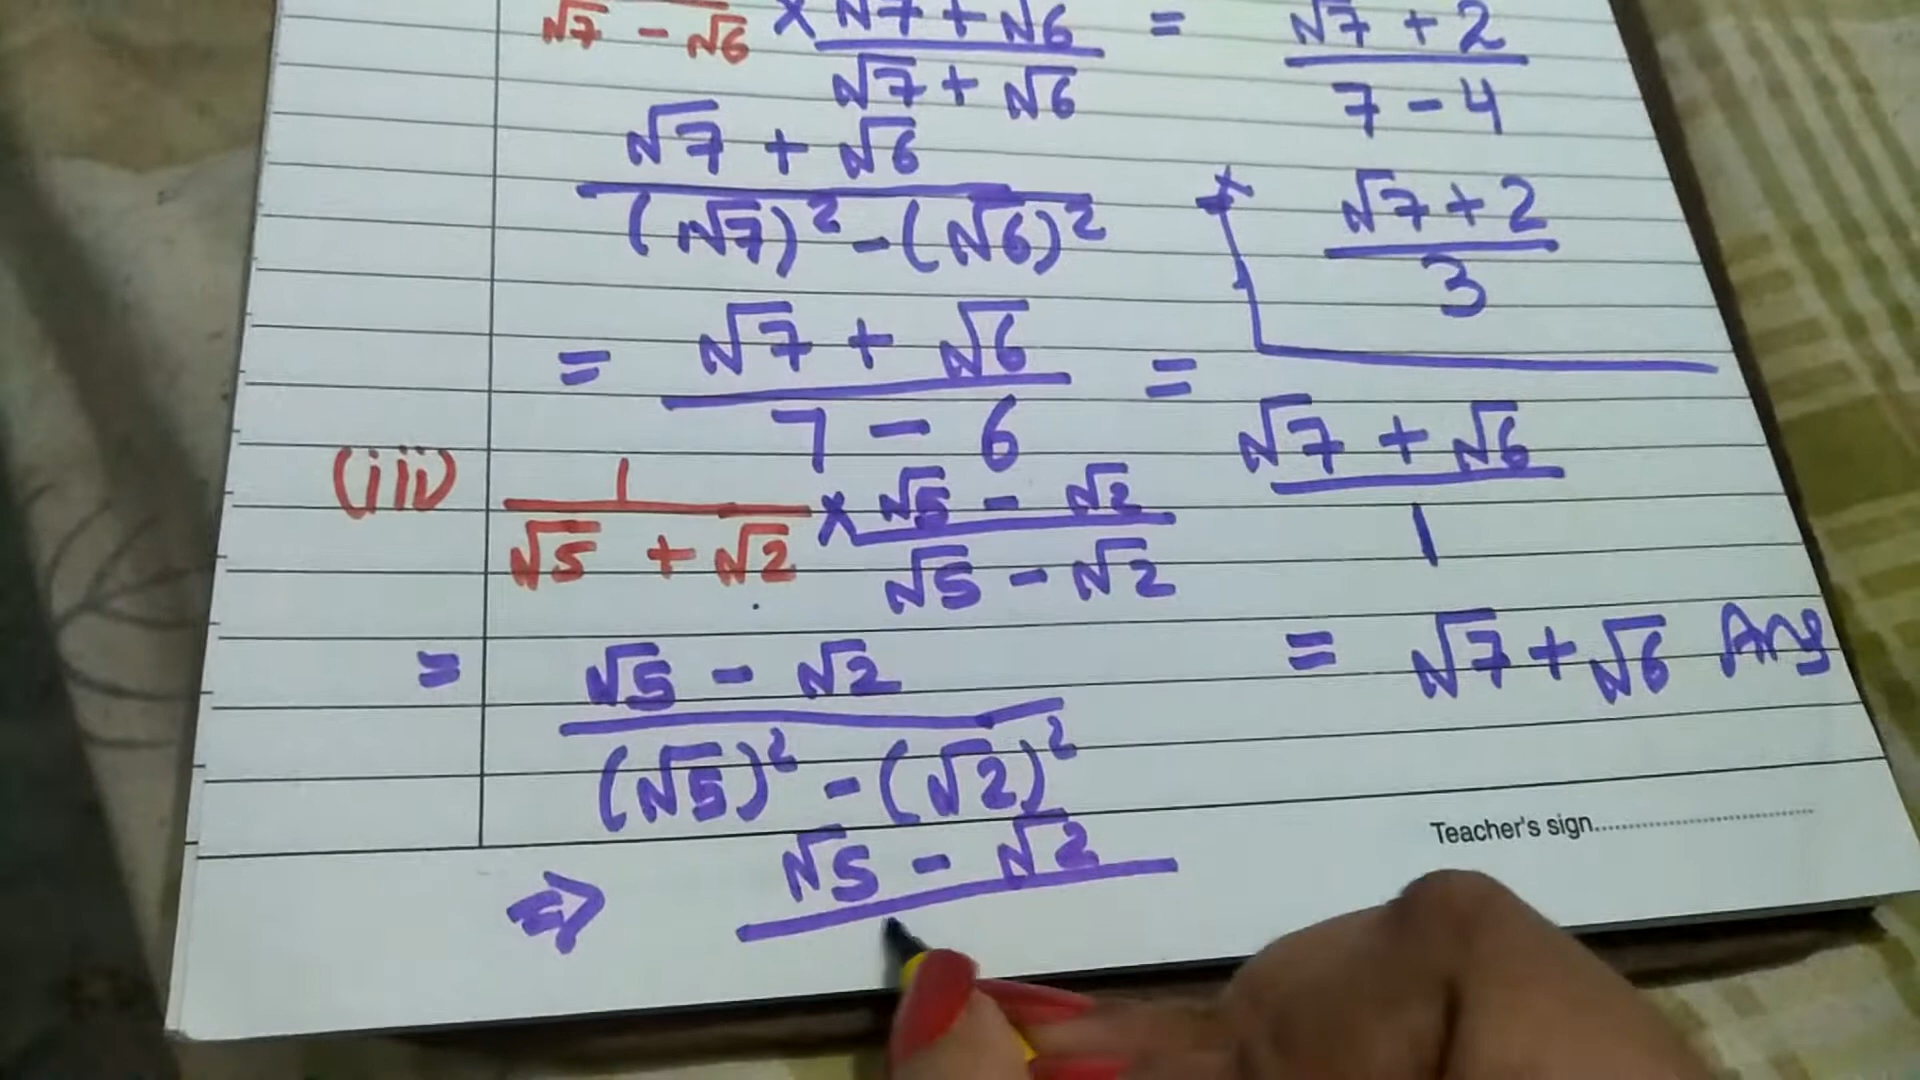 √7 - √6 × √7 + √6 = √7 + 2
√7 + √6 7 - 4
√7 + √6 √7 + 2
(√7)² - (√6)² 3
= √7 + √6 = √7 + √6
7 - 6 1
(iii) 1 × √5 - √2
√5 + √2 √5 - √2
= √5 - √2 = √7 + √6 Ans
(√5)² - (√2)²
⇒ √5 - √2
Teacher's sign